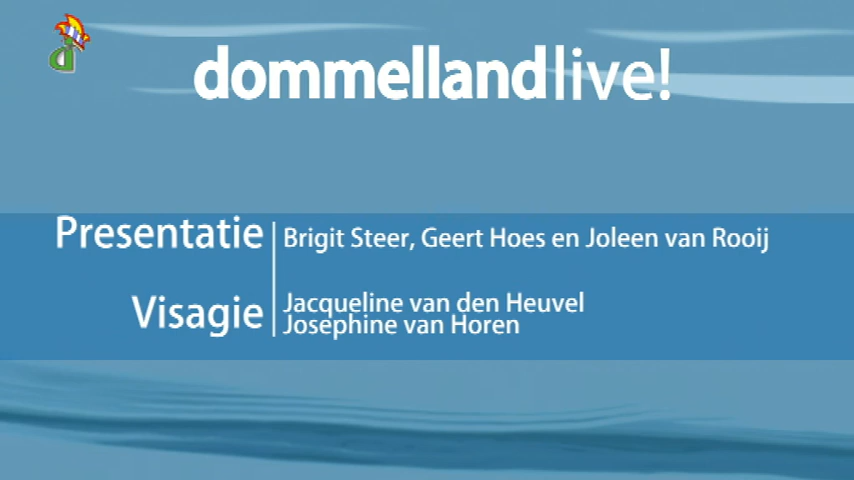 d
dommellandlive!
Presentatie
Brigit Steer, Geert Hoes en Joleen van Rooij
Visagie
Jacqueline van den Heuvel
Josephine van Horen